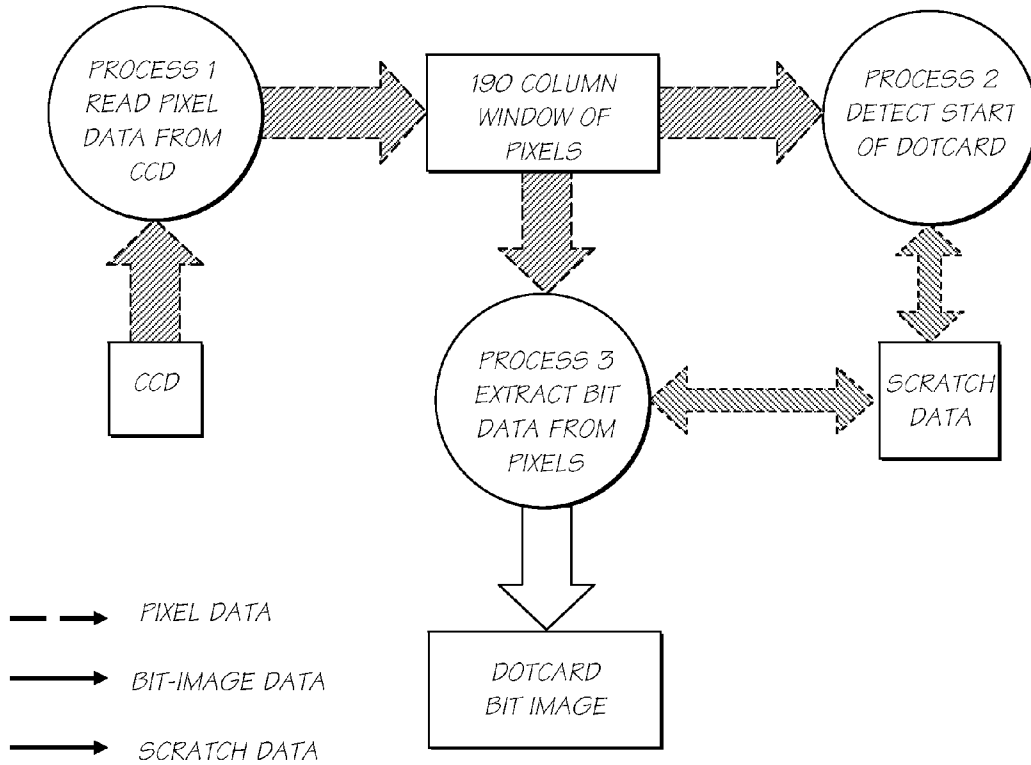 PROCESS 1
READ PIXEL
DATA FROM
CCD
190 COLUMN
WINDOW OF
PIXELS
PROCESS 2
DETECT START
OF DOTCARD
CCD
PROCESS 3
EXTRACT BIT
DATA FROM
PIXELS
SCRATCH
DATA
PIXEL DATA
BIT-IMAGE DATA
SCRATCH DATA
DOTCARD
BIT IMAGE